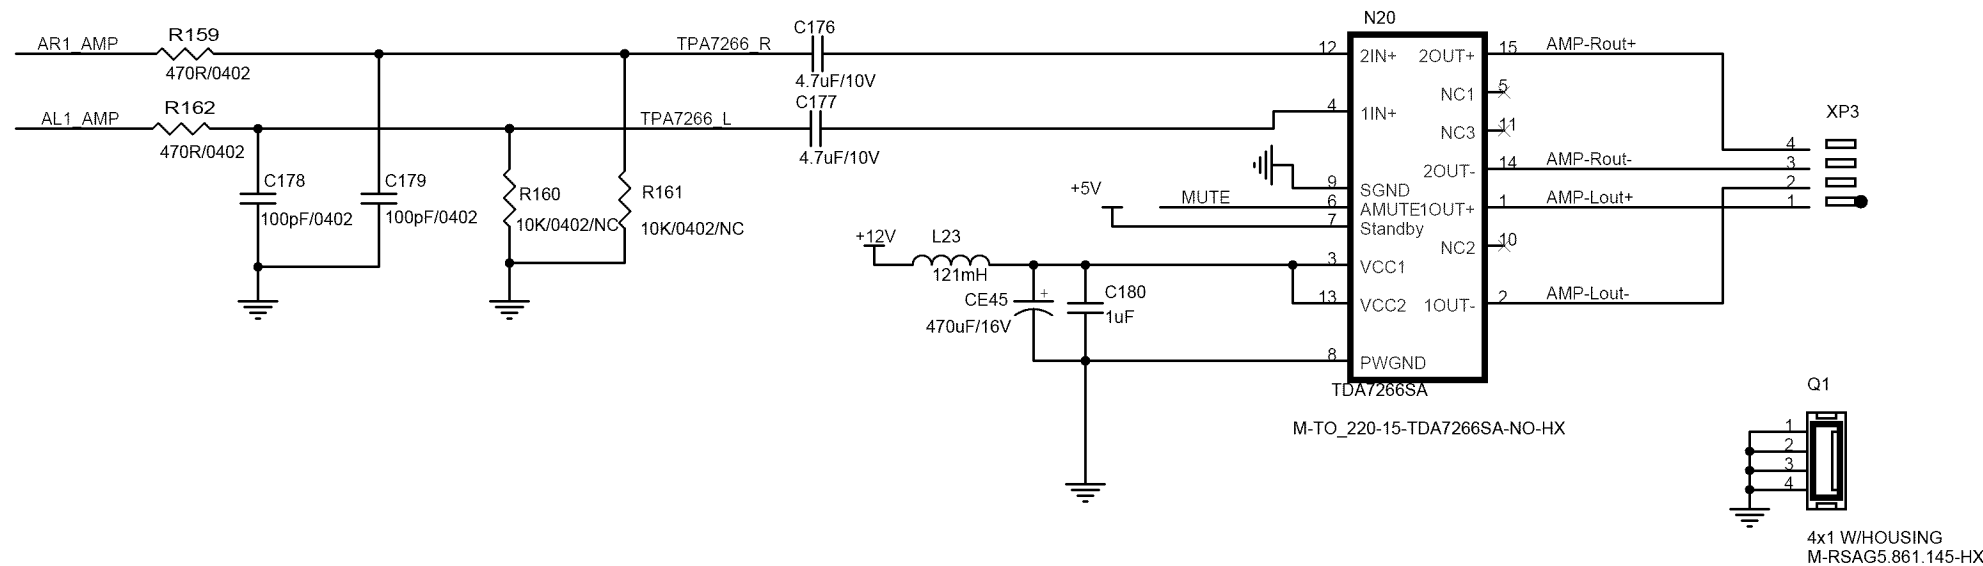 N20
AR1_AMP
R159
470R/0402
TPA7266_R
C176
4.7uF/10V
AL1_AMP
R162
470R/0402
TPA7266_L
C177
4.7uF/10V
C178
100pF/0402
C179
100pF/0402
R160
10K/0402/NC
R161
10K/0402/NC
+5V
MUTE
+12V
L23
121mH
CE45
+
470uF/16V
C180
1uF
12 2IN+ 2OUT+ 15 AMP-Rout+
NC1 5
4 1IN+
NC3 11
2OUT- 14 AMP-Rout-
9 SGND
6 AMUTE 1OUT+ 1 AMP-Lout+
7 Standby
NC2 10
3 VCC1
13 VCC2 1OUT- 2 AMP-Lout-
8 PWGND
TDA7266SA
M-TO_220-15-TDA7266SA-NO-HX
XP3
4
3
2
1
Q1
1
2
3
4
4x1 W/HOUSING
M-RSAG5.861.145-HX